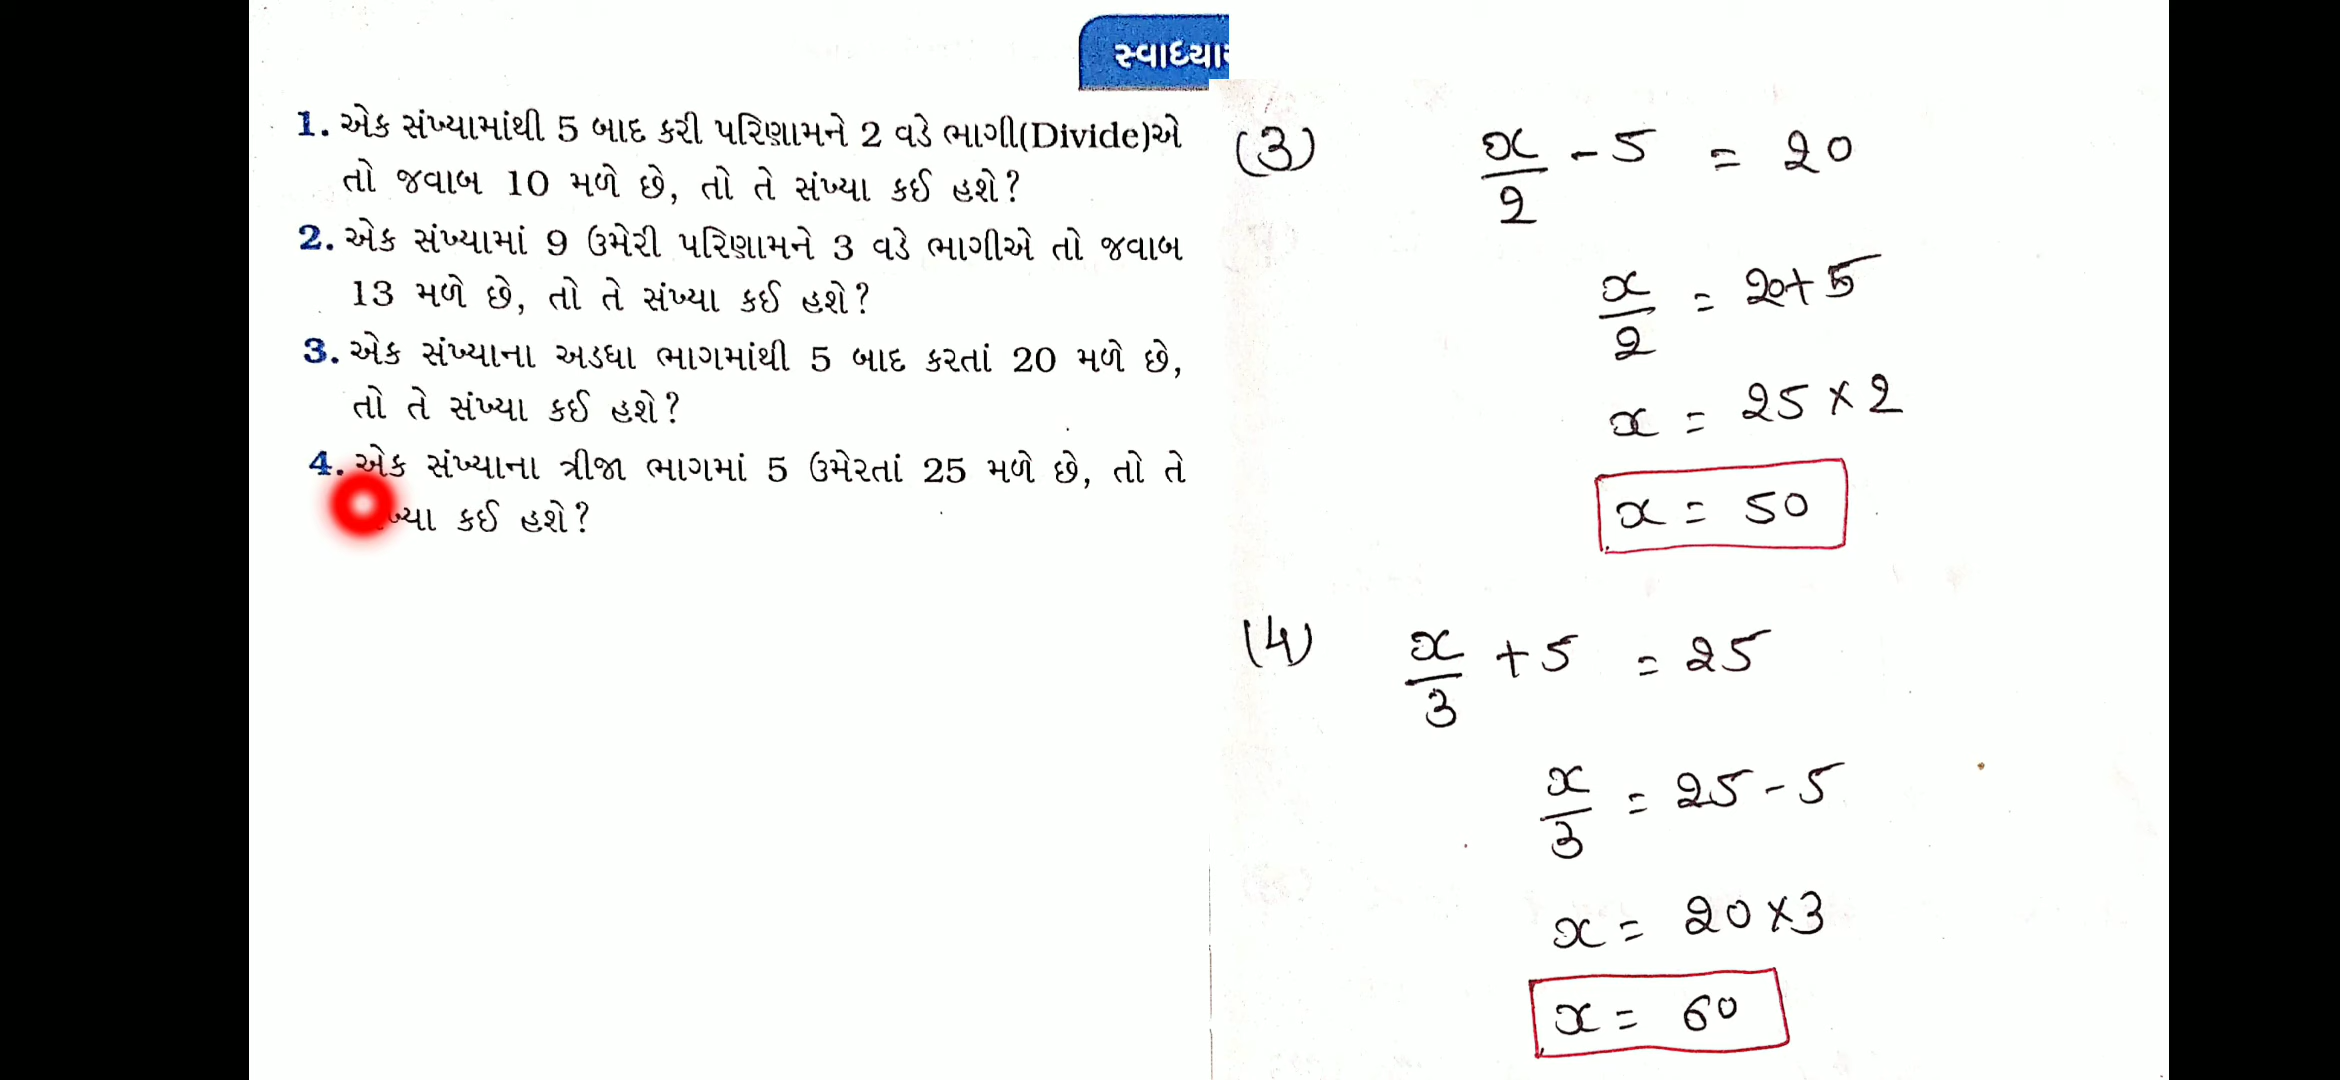 1. એક સંખ્યામાંથી 5 બાદ કરી પરિણામને 2 વડે ભાગી(Divide)એ
તો જવાબ 10 મળે છે, તો તે સંખ્યા કઈ હશે?
2. એક સંખ્યામાં 9 ઉમેરી પરિણામને 3 વડે ભાગીએ તો જવાબ
13 મળે છે, તો તે સંખ્યા કઈ હશે?
3. એક સંખ્યાના અડધા ભાગમાંથી 5 બાદ કરતાં 20 મળે છે,
તો તે સંખ્યા કઈ હશે?
4. એક સંખ્યાના ત્રીજા ભાગમાં 5 ઉમેરતાં 25 મળે છે, તો તે
કઈ હશે?
(3) x/2 - 5 = 20
x/2 = 20 + 5
x = 25 × 2
x = 50
(4) x/3 + 5 = 25
x/3 = 25 - 5
x = 20 × 3
x = 60